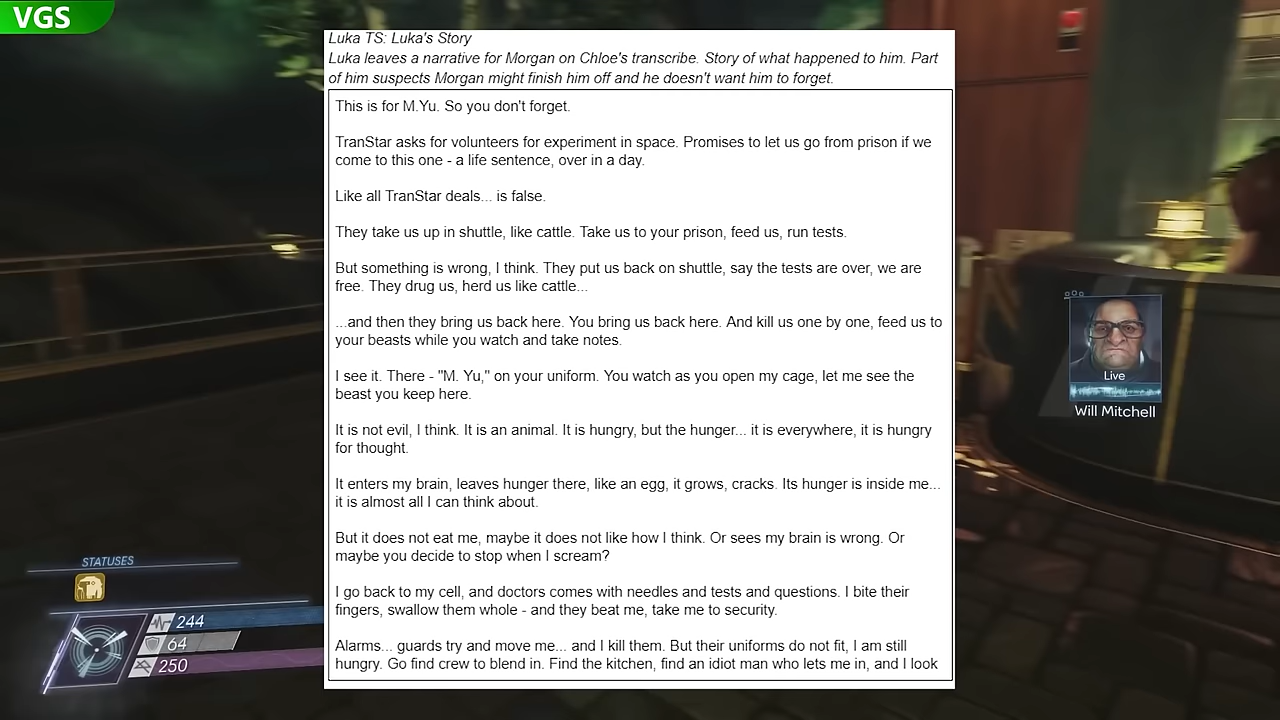 VGS
Luka TS: Luka's Story
Luka leaves a narrative for Morgan on Chloe's transcribe. Story of what happened to him. Part
of him suspects Morgan might finish him off and he doesn't want him to forget.
This is for M.Yu. So you don't forget.
TranStar asks for volunteers for experiment in space. Promises to let us go from prison if we
come to this one - a life sentence, over in a day.
Like all TranStar deals... is false.
They take us up in shuttle, like cattle. Take us to your prison, feed us, run tests.
But something is wrong, I think. They put us back on shuttle, say the tests are over, we are
free. They drug us, herd us like cattle...
...and then they bring us back here. You bring us back here. And kill us one by one, feed us to
your beasts while you watch and take notes.
I see it. There - "M. Yu," on your uniform. You watch as you open my cage, let me see the
beast you keep here.
It is not evil, I think. It is an animal. It is hungry, but the hunger... it is everywhere, it is hungry
for thought.
It enters my brain, leaves hunger there, like an egg, it grows, cracks. Its hunger is inside me...
it is almost all I can think about.
But it does not eat me, maybe it does not like how I think. Or sees my brain is wrong. Or
maybe you decide to stop when I scream?
I go back to my cell, and doctors comes with needles and tests and questions. I bite their
fingers, swallow them whole - and they beat me, take me to security.
Alarms... guards try and move me... and I kill them. But their uniforms do not fit, I am still
hungry. Go find crew to blend in. Find the kitchen, find an idiot man who lets me in, and I look
Live
Will Mitchell
STATUSES
244
64
250